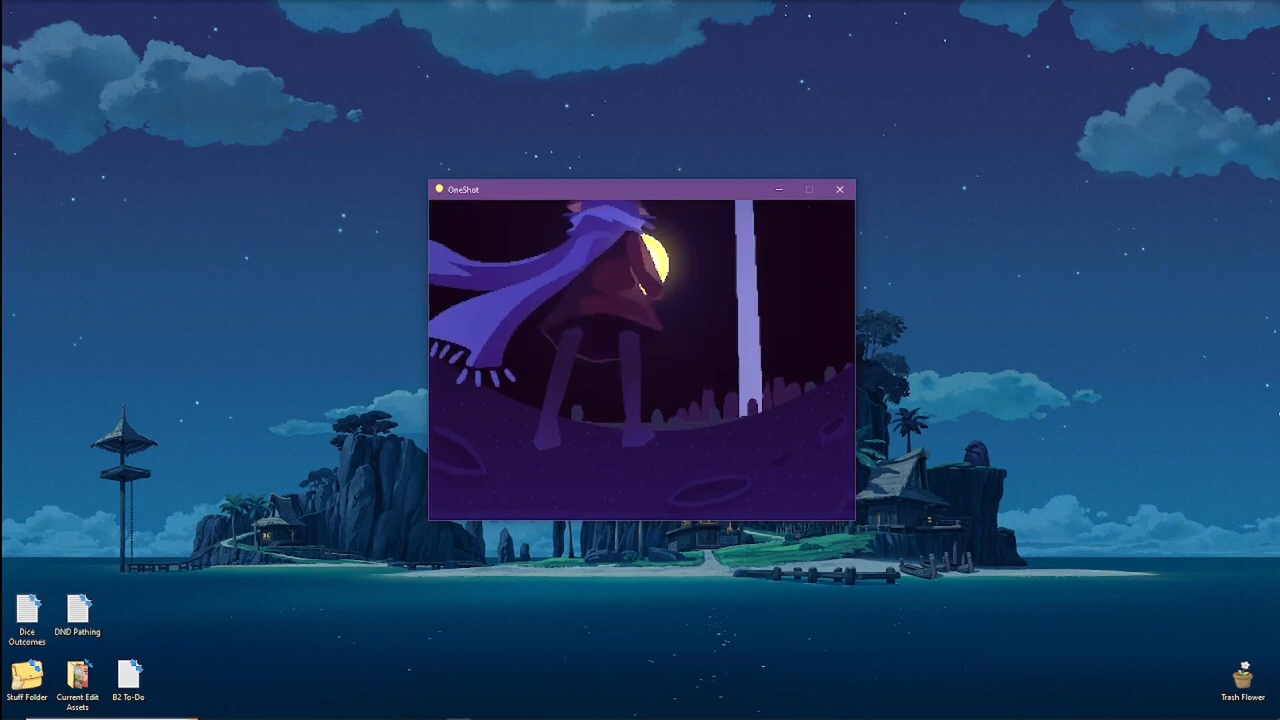 OneShot
Dice
Outcomes
DND Pathing
Stuff Folder
Current Edit
Assets
B2 To-Do
Trash Flower